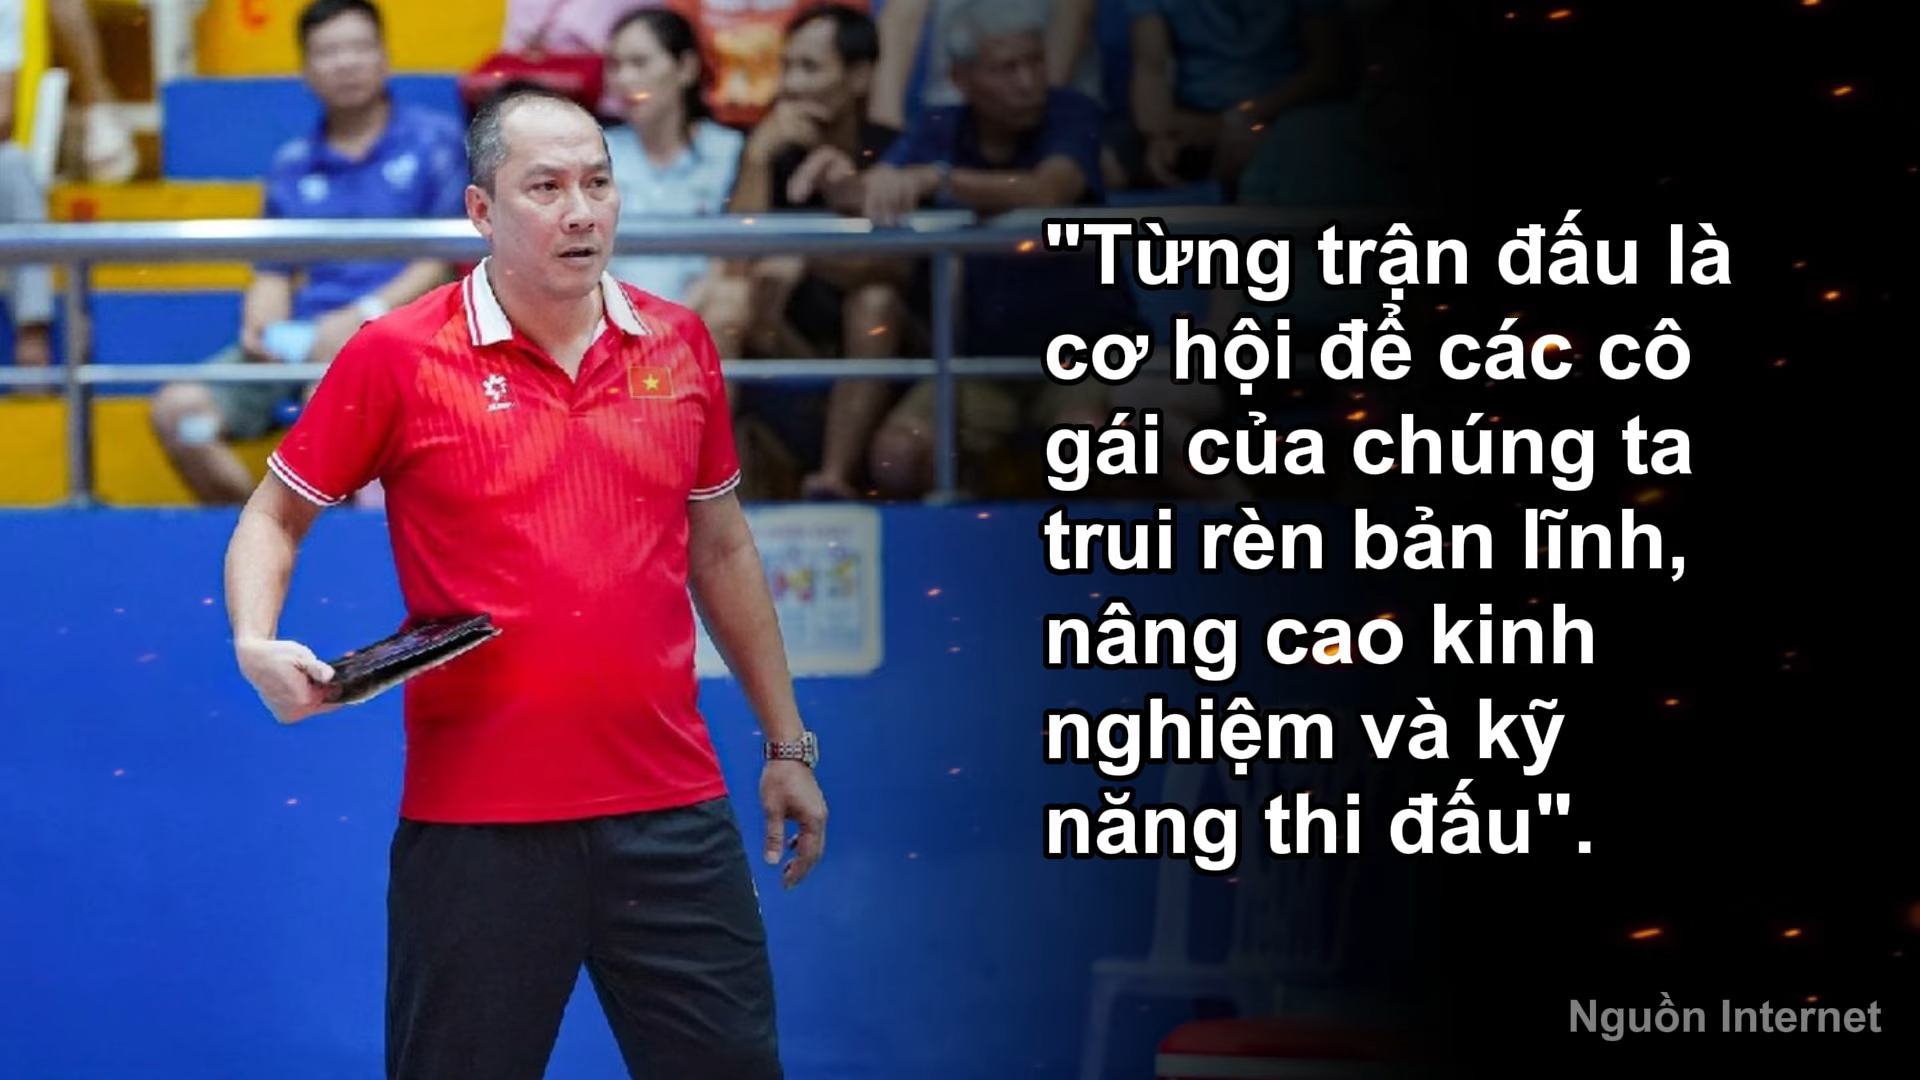 "Từng trận đấu là
cơ hội để các cô
gái của chúng ta
trui rèn bản lĩnh,
nâng cao kinh
nghiệm và kỹ
năng thi đấu".
Nguồn Internet